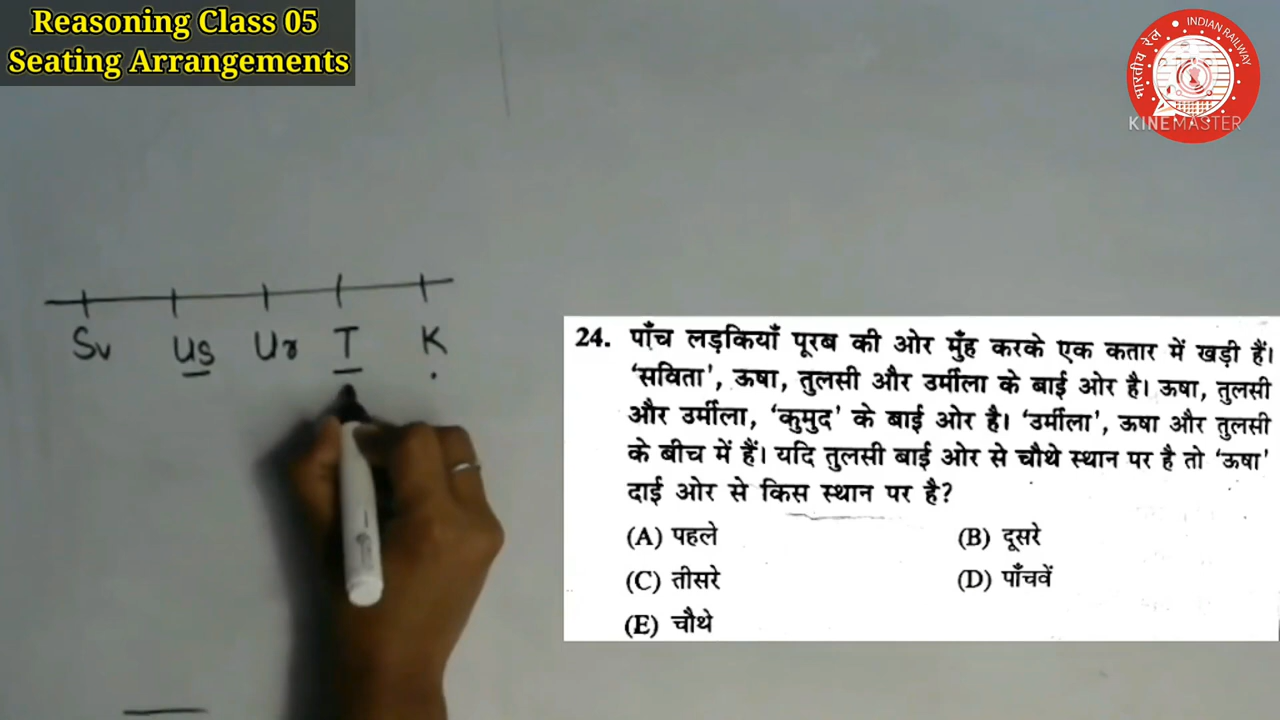 Reasoning Class 05
Seating Arrangements
भारतीय रेल • INDIAN RAILWAY
KINEMASTER
Sv Us Ur T K
24. पाँच लड़कियाँ पूरब की ओर मुँह करके एक कतार में खड़ी हैं।
'सविता', ऊषा, तुलसी और उर्मीला के बाई ओर है। ऊषा, तुलसी
और उर्मीला, 'कुमुद' के बाई ओर है। 'उर्मीला', ऊषा और तुलसी
के बीच में हैं। यदि तुलसी बाई ओर से चौथे स्थान पर है तो 'ऊषा'
दाई ओर से किस स्थान पर है?
(A) पहले (B) दूसरे
(C) तीसरे (D) पाँचवें
(E) चौथे